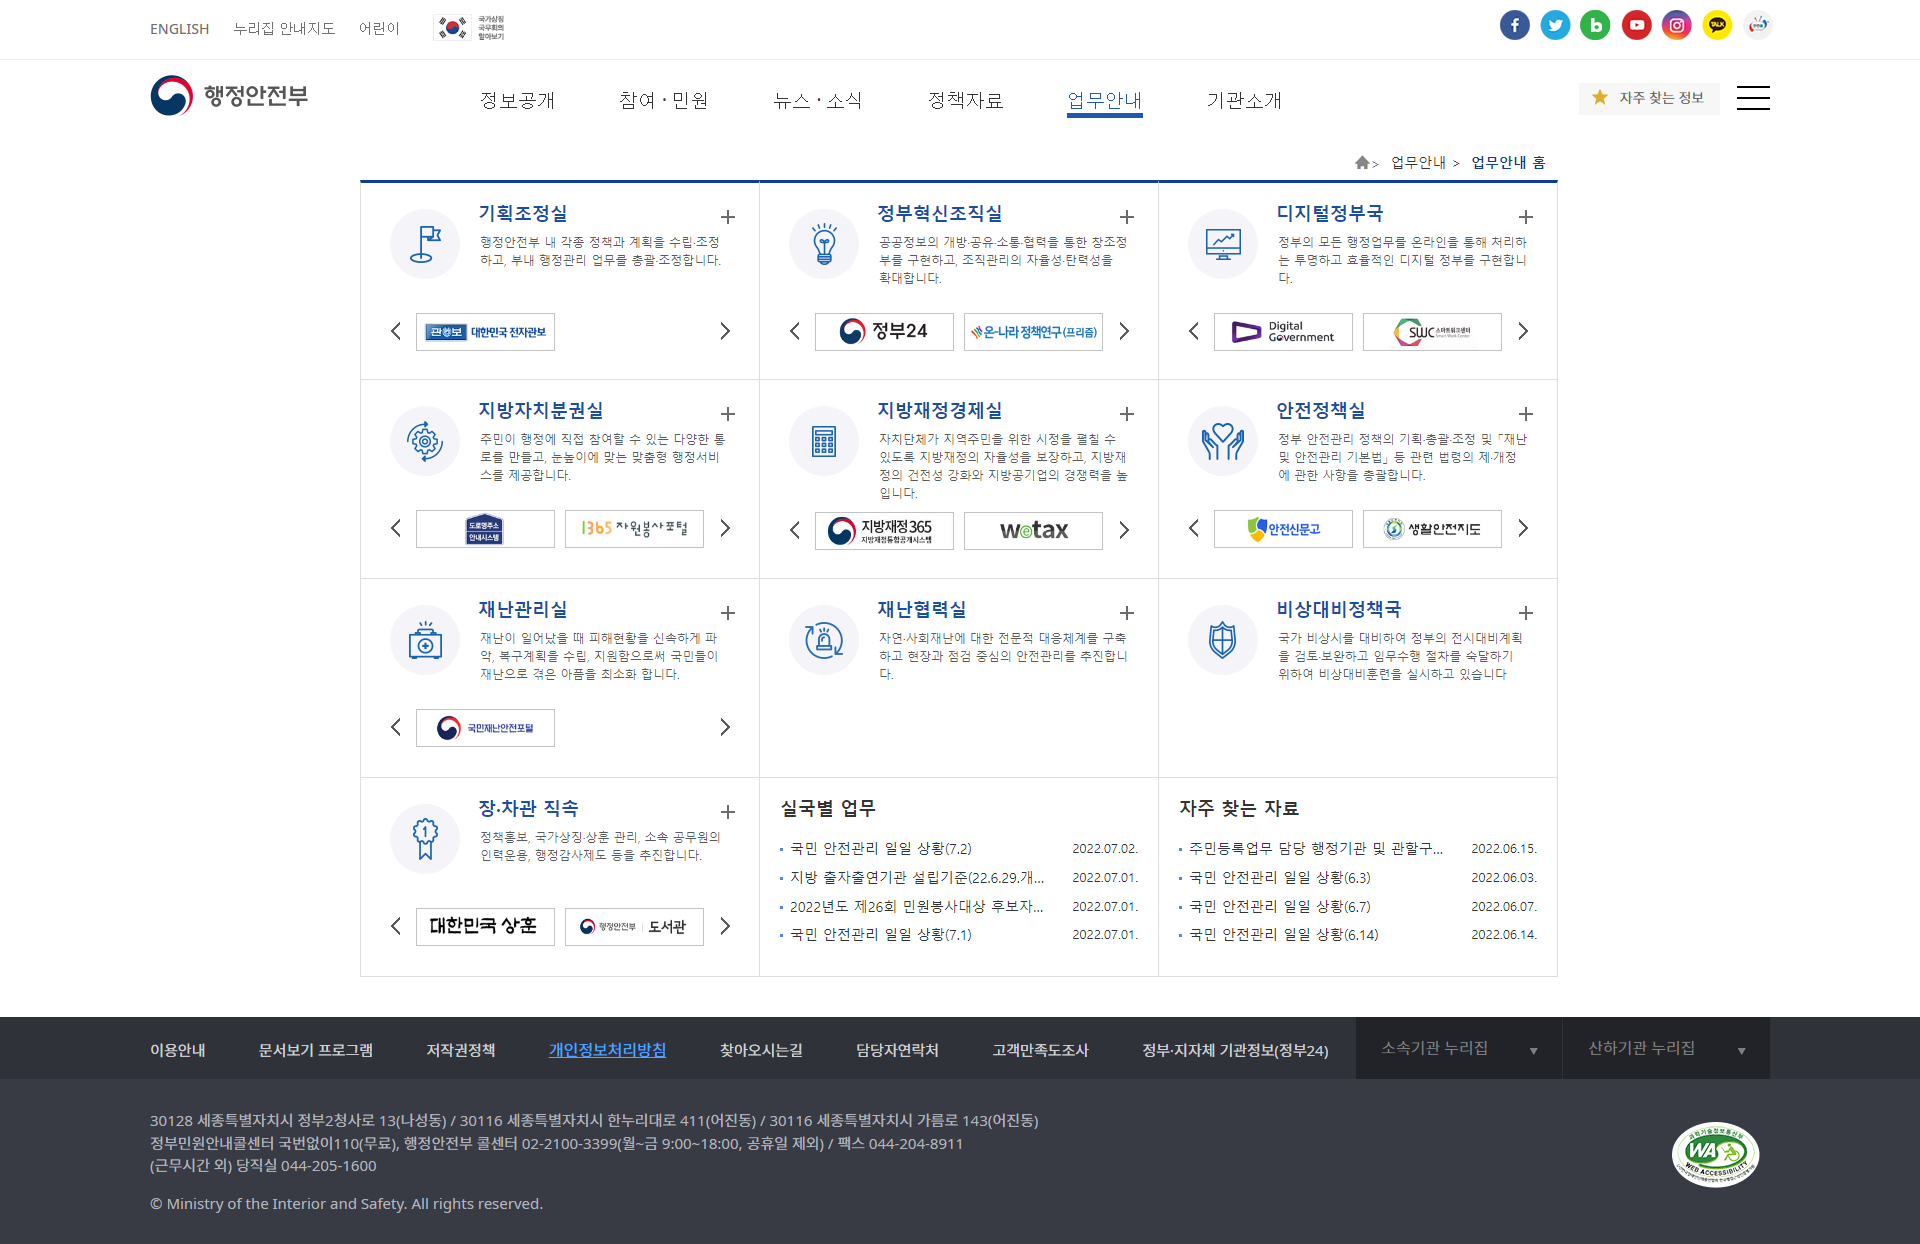 ENGLISH 누리집 안내지도 어린이 국가상징 국무회의 알아보기
행정안전부
정보공개 참여·민원 뉴스·소식 정책자료 업무안내 기관소개
자주 찾는 정보
> 업무안내 > 업무안내 홈
기획조정실
행정안전부 내 각종 정책과 계획을 수립·조정
하고, 부내 행정관리 업무를 총괄·조정합니다.
관보 대한민국 전자관보
정부혁신조직실
공공정보의 개방·공유·소통·협력을 통한 창조정
부를 구현하고, 조직관리의 자율성·탄력성을
확대합니다.
정부24
온-나라 정책연구(프리즘)
디지털정부국
정부의 모든 행정업무를 온라인을 통해 처리하
는 투명하고 효율적인 디지털 정부를 구현합니
다.
Digital
Government
SWC 스마트워크센터
Smart Work Center
지방자치분권실
주민이 행정에 직접 참여할 수 있는 다양한 통
로를 만들고, 눈높이에 맞는 맞춤형 행정서비
스를 제공합니다.
도로명주소
안내시스템
1365 자원봉사포털
지방재정경제실
자치단체가 지역주민을 위한 시정을 펼칠 수
있도록 지방재정의 자율성을 보장하고, 지방재
정의 건전성 강화와 지방공기업의 경쟁력을 높
입니다.
지방재정365
지방재정통합공개시스템
wetax
안전정책실
정부 안전관리 정책의 기획·총괄·조정 및 「재난
및 안전관리 기본법」 등 관련 법령의 제·개정
에 관한 사항을 총괄합니다.
안전신문고
생활안전지도
재난관리실
재난이 일어났을 때 피해현황을 신속하게 파
악, 복구계획을 수립, 지원함으로써 국민들이
재난으로 겪은 아픔을 최소화 합니다.
국민재난안전포털
재난협력실
자연·사회재난에 대한 전문적 대응체계를 구축
하고 현장과 점검 중심의 안전관리를 추진합니
다.
비상대비정책국
국가 비상시를 대비하여 정부의 전시대비계획
을 검토·보완하고 임무수행 절차를 숙달하기
위하여 비상대비훈련을 실시하고 있습니다
장·차관 직속
정책홍보, 국가상징·상훈 관리, 소속 공무원의
인력운용, 행정감사제도 등을 추진합니다.
대한민국 상훈
행정안전부 도서관
실국별 업무
국민 안전관리 일일 상황(7.2) 2022.07.02.
지방 출자출연기관 설립기준(22.6.29.개... 2022.07.01.
2022년도 제26회 민원봉사대상 후보자... 2022.07.01.
국민 안전관리 일일 상황(7.1) 2022.07.01.
자주 찾는 자료
주민등록업무 담당 행정기관 및 관할구... 2022.06.15.
국민 안전관리 일일 상황(6.3) 2022.06.03.
국민 안전관리 일일 상황(6.7) 2022.06.07.
국민 안전관리 일일 상황(6.14) 2022.06.14.
이용안내 문서보기 프로그램 저작권정책 개인정보처리방침 찾아오시는길 담당자연락처 고객만족도조사 정부·지자체 기관정보(정부24) 소속기관 누리집 산하기관 누리집
30128 세종특별자치시 정부2청사로 13(나성동) / 30116 세종특별자치시 한누리대로 411(어진동) / 30116 세종특별자치시 가름로 143(어진동)
정부민원안내콜센터 국번없이110(무료), 행정안전부 콜센터 02-2100-3399(월~금 9:00~18:00, 공휴일 제외) / 팩스 044-204-8911
(근무시간 외) 당직실 044-205-1600
© Ministry of the Interior and Safety. All rights reserved.
과학기술정보통신부
WA
WEB ACCESSIBILITY